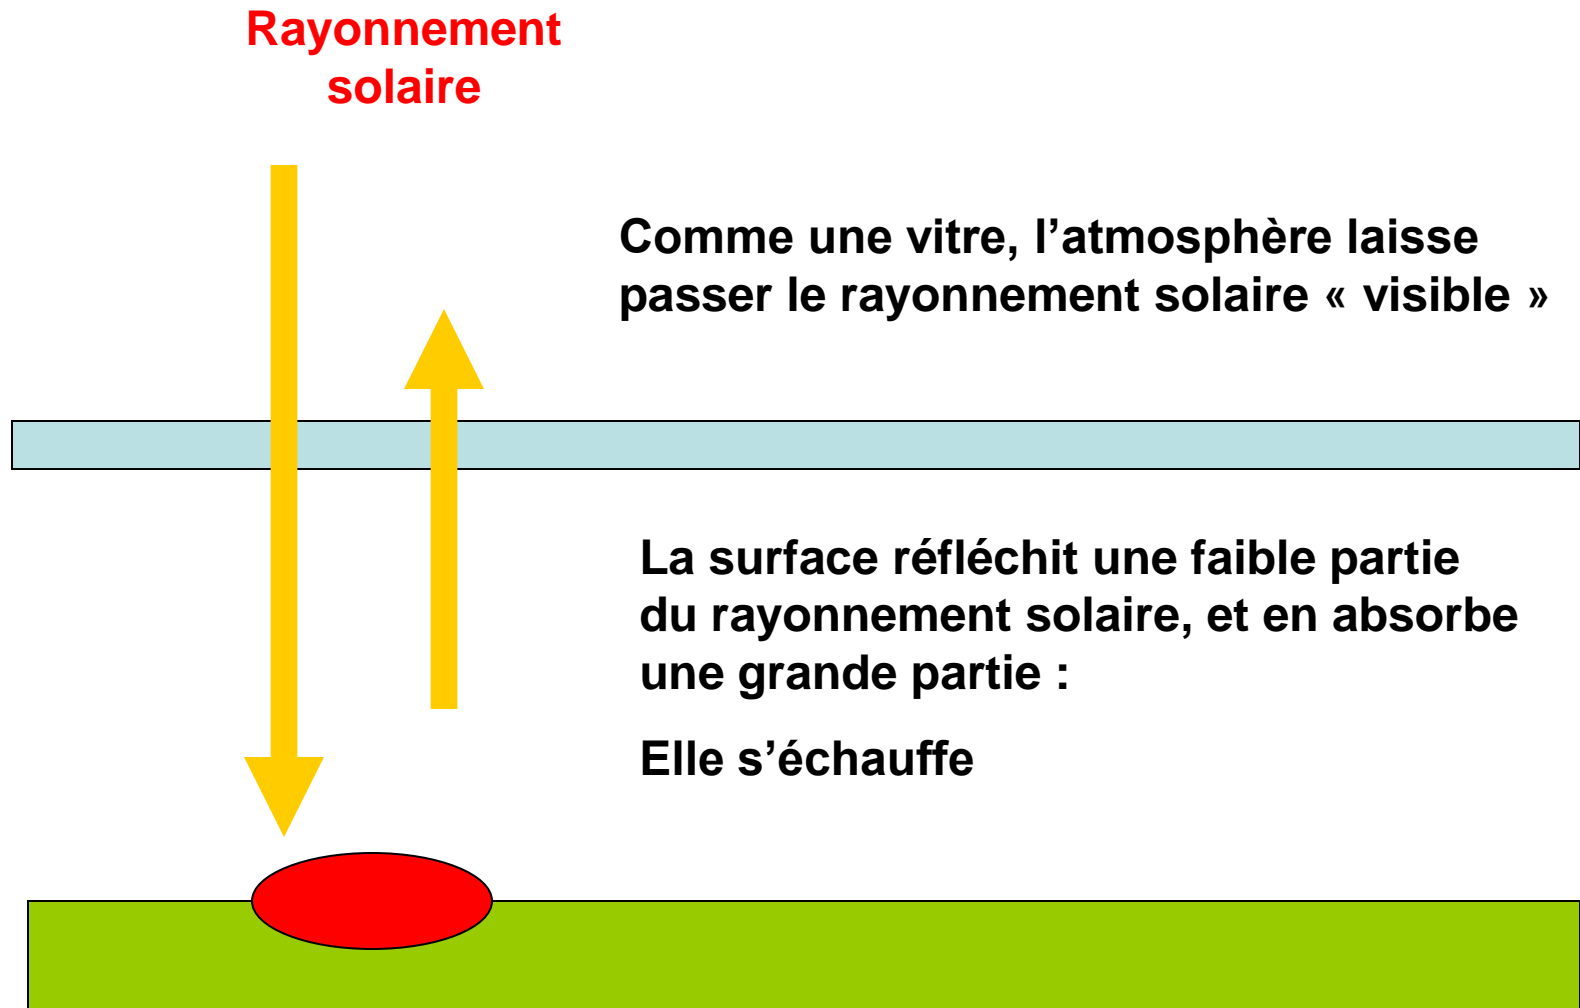 Rayonnement
solaire
Comme une vitre, l’atmosphère laisse
passer le rayonnement solaire « visible »
La surface réfléchit une faible partie
du rayonnement solaire, et en absorbe
une grande partie :
Elle s’échauffe